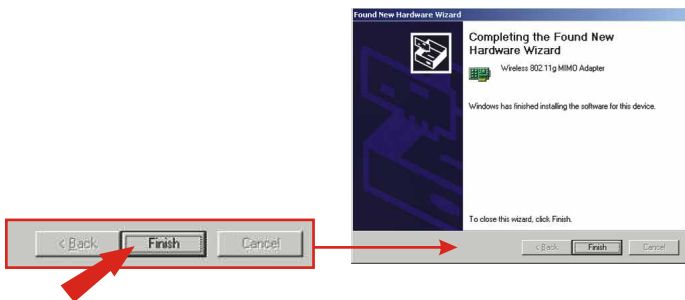 Found New Hardware Wizard
Completing the Found New
Hardware Wizard
Wireless 802.11g MIMO Adapter
Windows has finished installing the software for this device.
To close this wizard, click Finish.
< Back
Finish
Cancel
< Back
Finish
Cancel